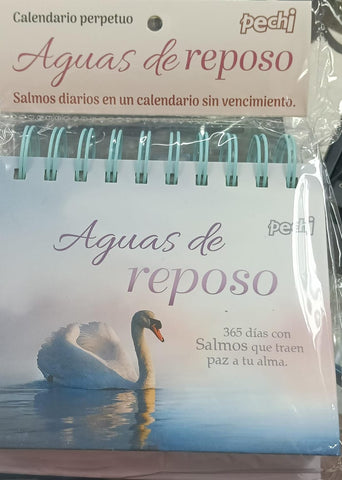 Calendario perpetuo
Pechi
Aguas de reposo
Salmos diarios en un calendario sin vencimiento.
Pechi
Aguas de
reposo
365 días con
Salmos que traen
paz a tu alma.